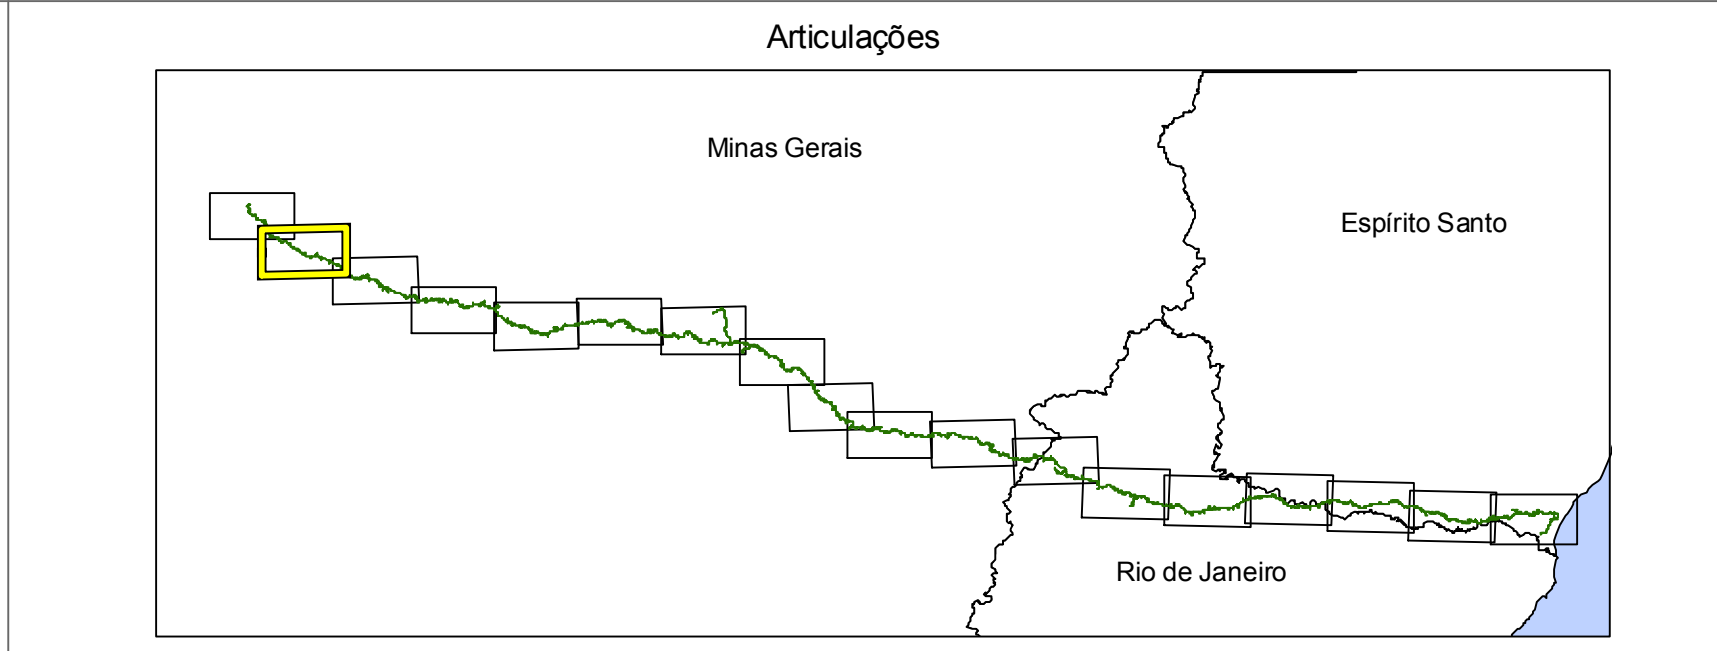 Articulações
Minas Gerais
Espírito Santo
Rio de Janeiro